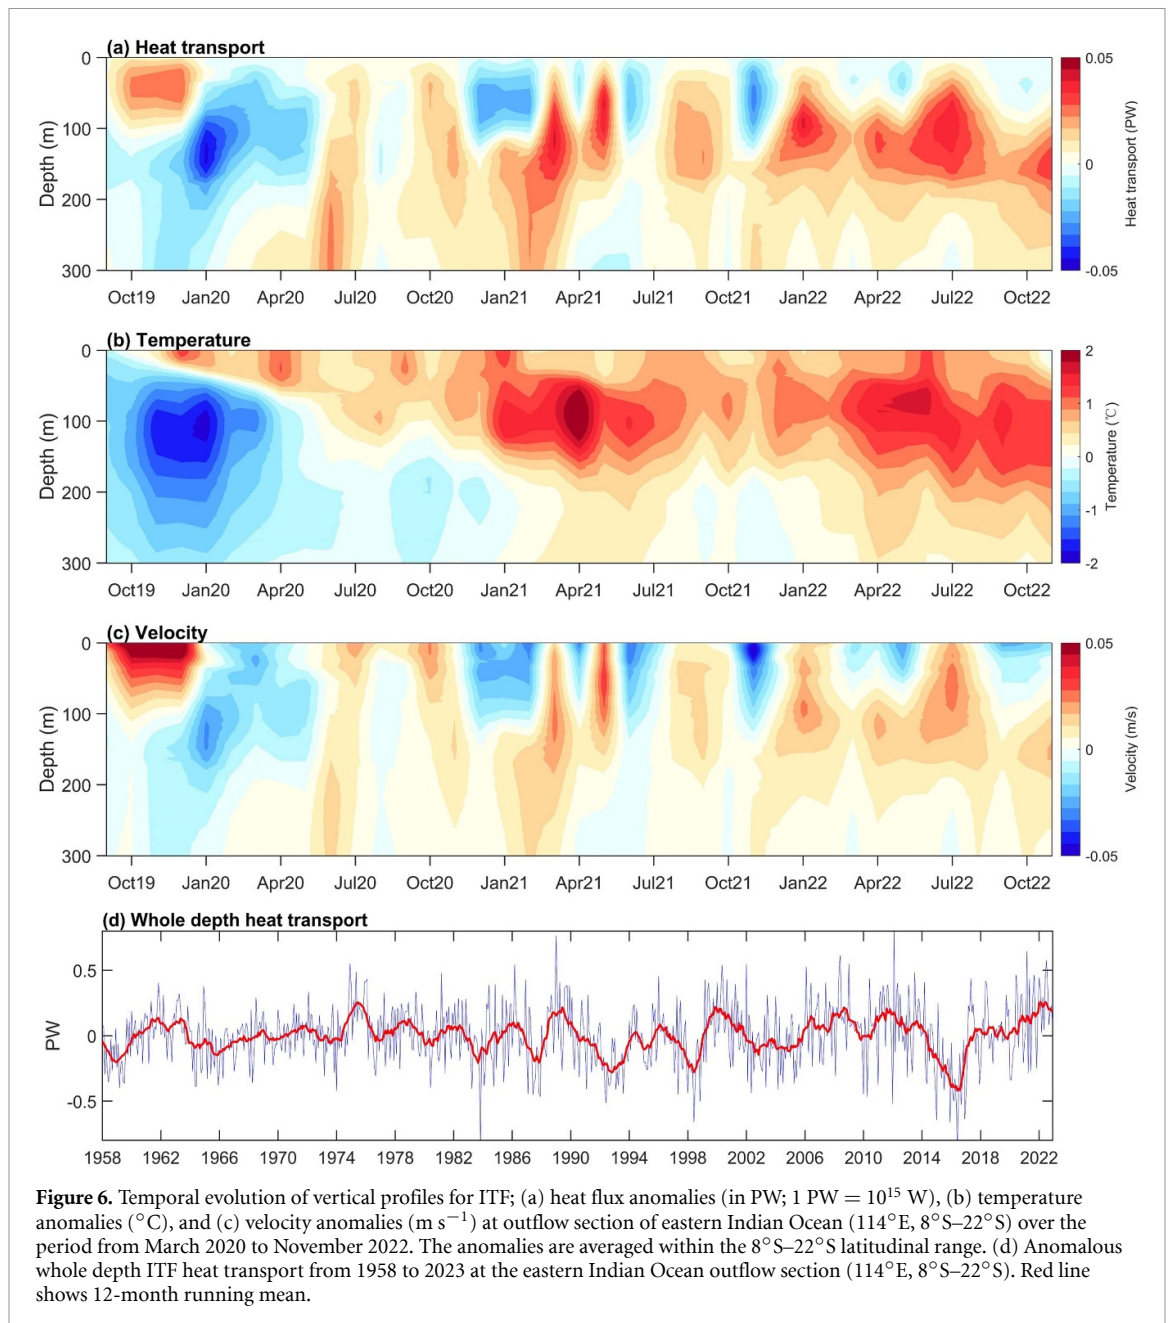 (a) Heat transport
0
100
200
300
Depth (m)
Oct19 Jan20 Apr20 Jul20 Oct20 Jan21 Apr21 Jul21 Oct21 Jan22 Apr22 Jul22 Oct22
0.05
0
-0.05
Heat transport (PW)
(b) Temperature
0
100
200
300
Depth (m)
Oct19 Jan20 Apr20 Jul20 Oct20 Jan21 Apr21 Jul21 Oct21 Jan22 Apr22 Jul22 Oct22
2
1
0
-1
-2
Temperature (℃)
(c) Velocity
0
100
200
300
Depth (m)
Oct19 Jan20 Apr20 Jul20 Oct20 Jan21 Apr21 Jul21 Oct21 Jan22 Apr22 Jul22 Oct22
0.05
0
-0.05
Velocity (m/s)
(d) Whole depth heat transport
0.5
0
-0.5
PW
1958 1962 1966 1970 1974 1978 1982 1986 1990 1994 1998 2002 2006 2010 2014 2018 2022
Figure 6. Temporal evolution of vertical profiles for ITF; (a) heat flux anomalies (in PW; 1 PW = 10¹⁵ W), (b) temperature
anomalies (°C), and (c) velocity anomalies (m s⁻¹) at outflow section of eastern Indian Ocean (114°E, 8°S–22°S) over the
period from March 2020 to November 2022. The anomalies are averaged within the 8°S–22°S latitudinal range. (d) Anomalous
whole depth ITF heat transport from 1958 to 2023 at the eastern Indian Ocean outflow section (114°E, 8°S–22°S). Red line
shows 12-month running mean.